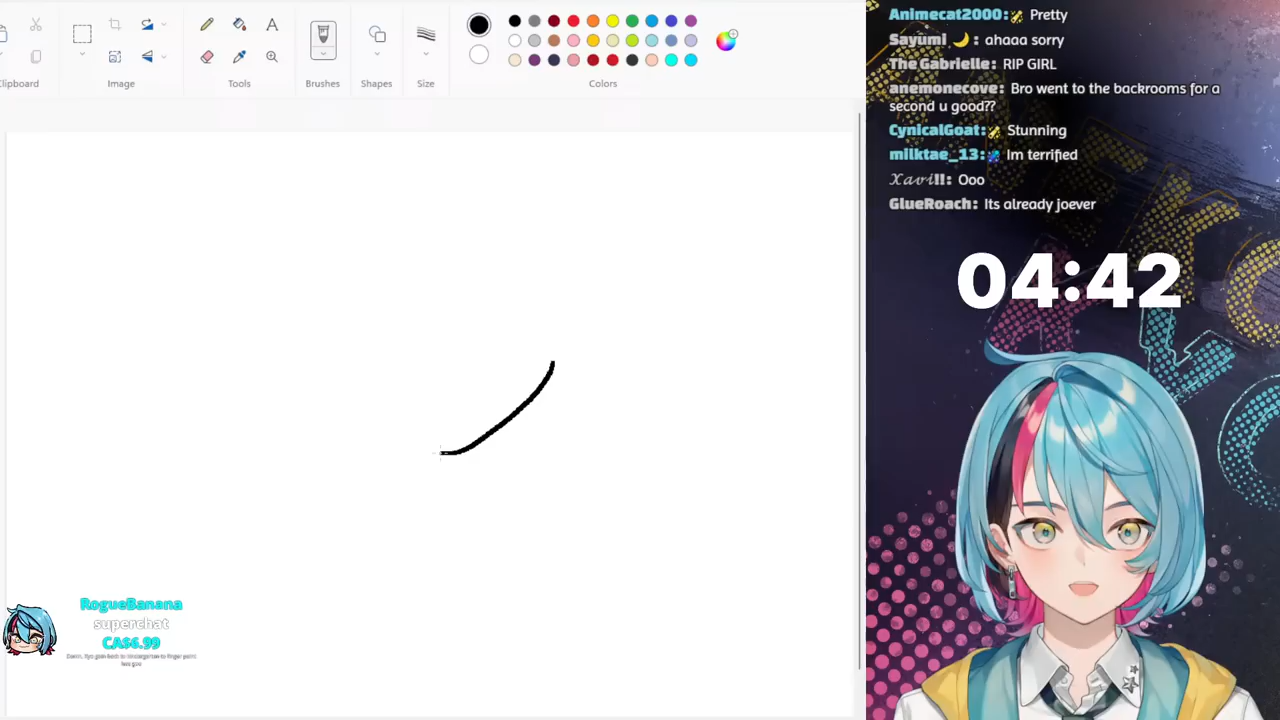 Clipboard
Image
Tools
Brushes
Shapes
Size
Colors
Animecat2000: Pretty
Sayumi 🌙 : ahaaa sorry
The Gabrielle: RIP GIRL
anemonecove: Bro went to the backrooms for a
second u good??
CynicalGoat: Stunning
milktae_13: Im terrified
𝓧𝓪𝓿𝓲!!: Ooo
GlueRoach: Its already joever
04:42
RogueBanana
superchat
CA$6.99